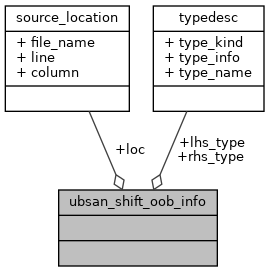 source_location
+ file_name
+ line
+ column
typedesc
+ type_kind
+ type_info
+ type_name
+loc
+lhs_type
+rhs_type
ubsan_shift_oob_info